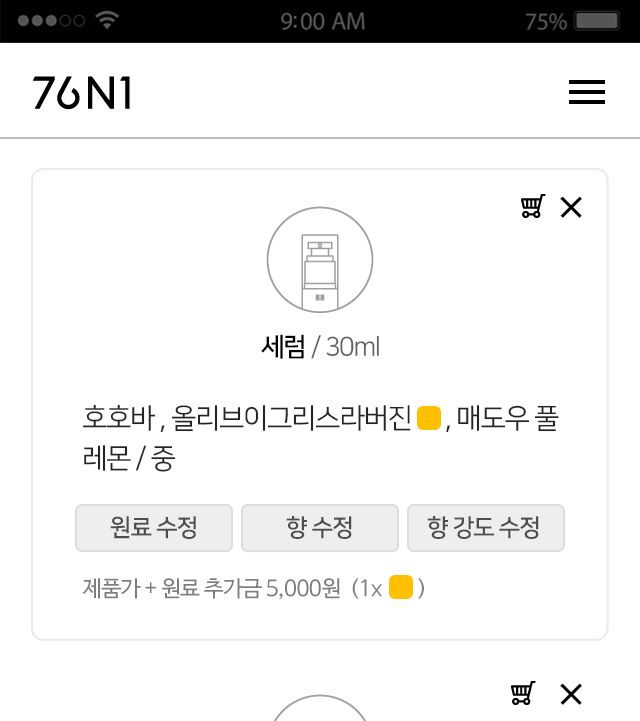 9:00 AM 75%
76N1
세럼 / 30ml
호호바 , 올리브이그리스라버진 , 매도우 풀
레몬 / 중
원료 수정 향 수정 향 강도 수정
제품가 + 원료 추가금 5,000원 (1x )